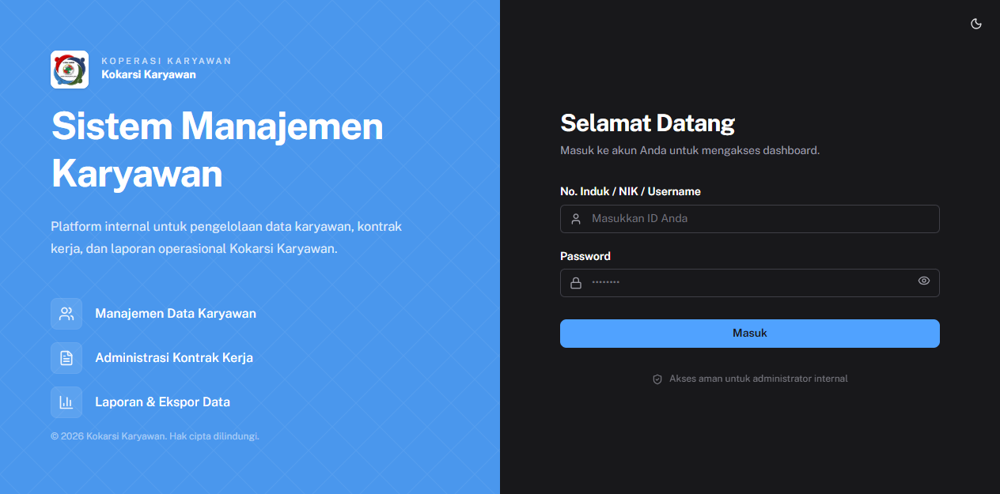 KOPERASI KARYAWAN
Kokarsi Karyawan
Sistem Manajemen
Karyawan
Platform internal untuk pengelolaan data karyawan, kontrak
kerja, dan laporan operasional Kokarsi Karyawan.
Manajemen Data Karyawan
Administrasi Kontrak Kerja
Laporan & Ekspor Data
© 2026 Kokarsi Karyawan. Hak cipta dilindungi.
Selamat Datang
Masuk ke akun Anda untuk mengakses dashboard.
No. Induk / NIK / Username
Masukkan ID Anda
Password
••••••••
Masuk
Akses aman untuk administrator internal